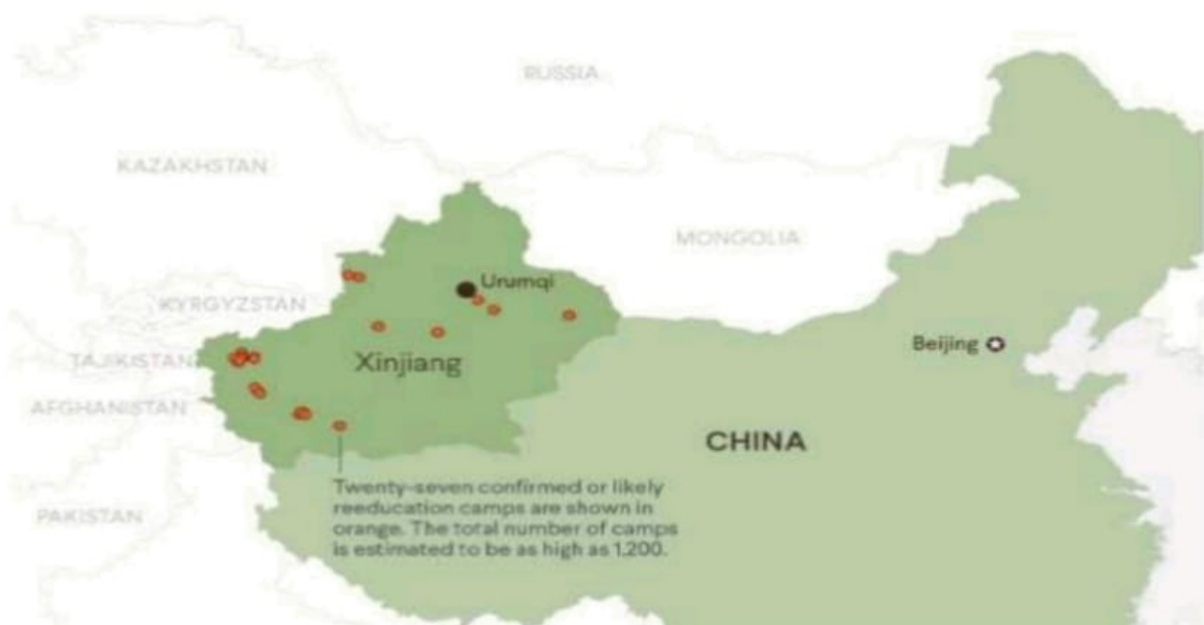 RUSSIA
KAZAKHSTAN
MONGOLIA
Urumqi
KYRGYZSTAN
Beijing
TAJIKISTAN
Xinjiang
AFGHANISTAN
CHINA
Twenty-seven confirmed or likely
reeducation camps are shown in
orange. The total number of camps
is estimated to be as high as 1,200.
PAKISTAN